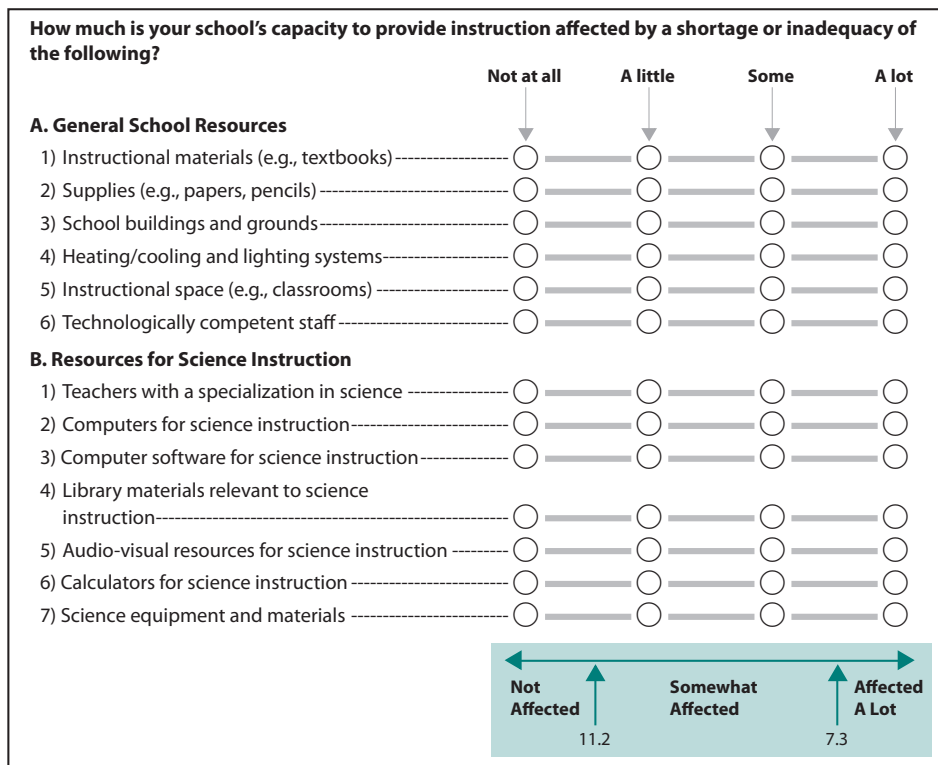 How much is your school's capacity to provide instruction affected by a shortage or inadequacy of
the following?
Not at all A little Some A lot
A. General School Resources
1) Instructional materials (e.g., textbooks)
2) Supplies (e.g., papers, pencils)
3) School buildings and grounds
4) Heating/cooling and lighting systems
5) Instructional space (e.g., classrooms)
6) Technologically competent staff
B. Resources for Science Instruction
1) Teachers with a specialization in science
2) Computers for science instruction
3) Computer software for science instruction
4) Library materials relevant to science
instruction
5) Audio-visual resources for science instruction
6) Calculators for science instruction
7) Science equipment and materials
Not Somewhat Affected
Affected Affected A Lot
11.2 7.3